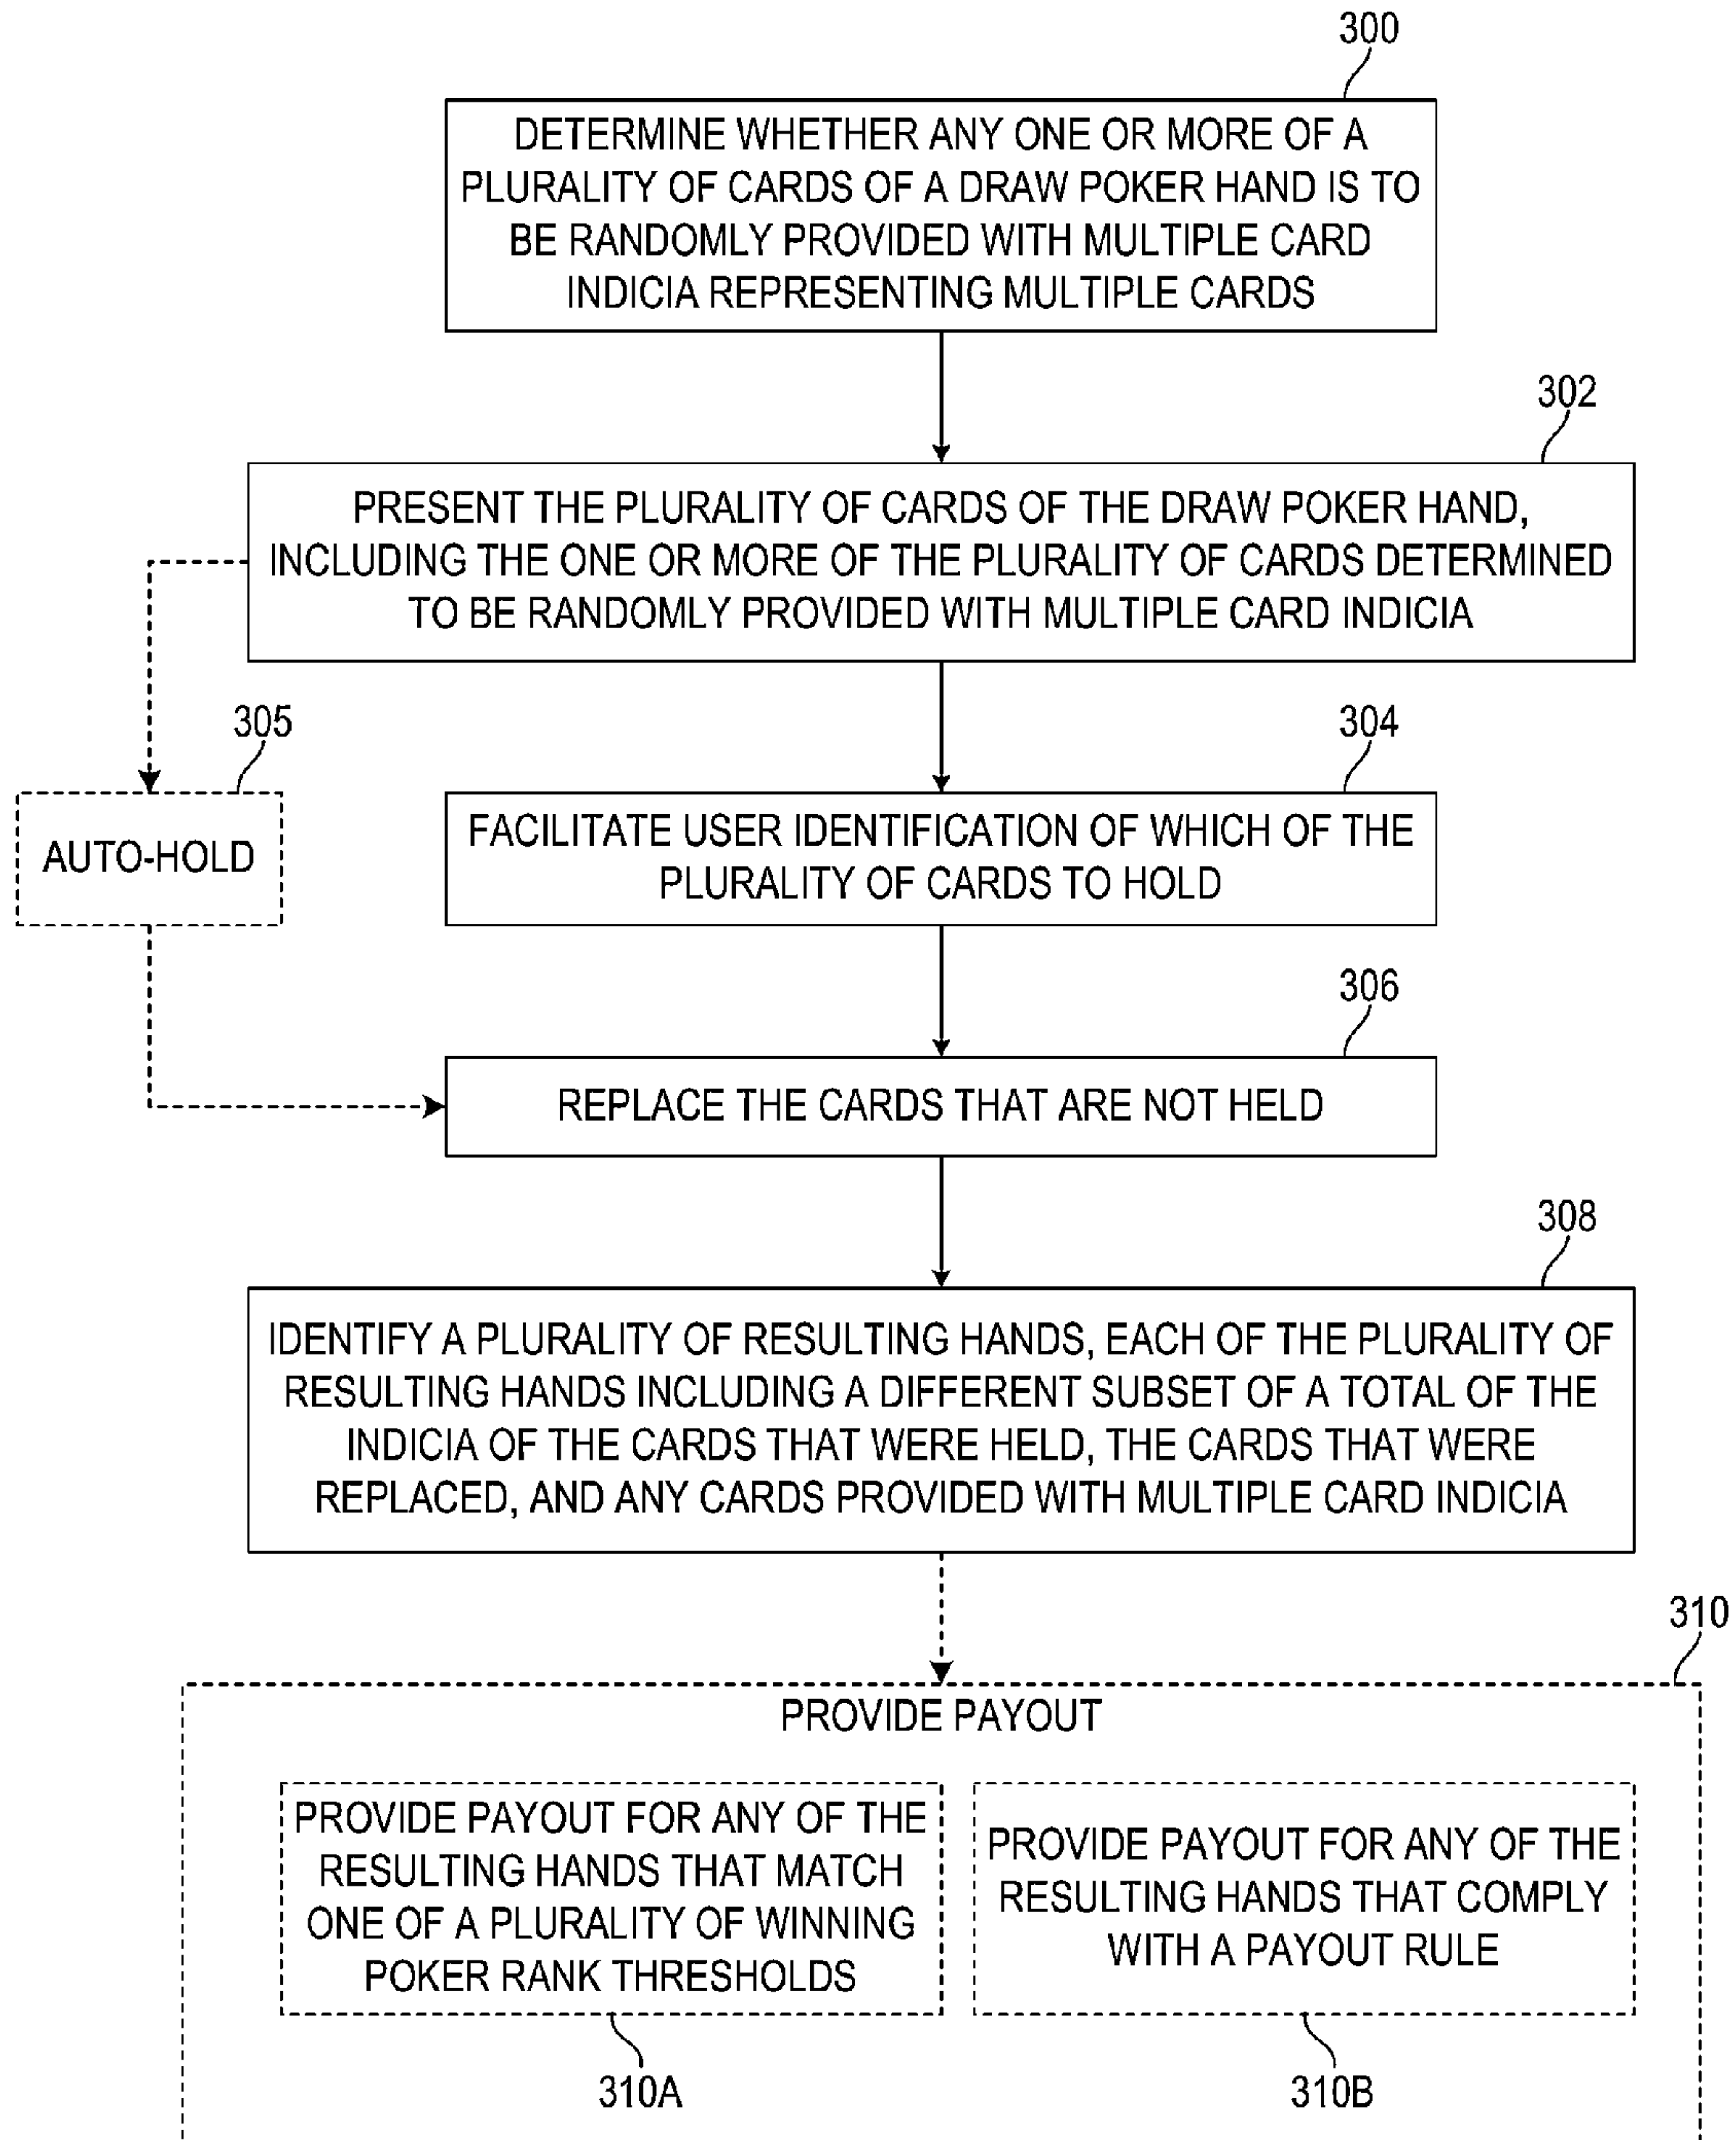 300
DETERMINE WHETHER ANY ONE OR MORE OF A
PLURALITY OF CARDS OF A DRAW POKER HAND IS TO
BE RANDOMLY PROVIDED WITH MULTIPLE CARD
INDICIA REPRESENTING MULTIPLE CARDS
302
PRESENT THE PLURALITY OF CARDS OF THE DRAW POKER HAND,
INCLUDING THE ONE OR MORE OF THE PLURALITY OF CARDS DETERMINED
TO BE RANDOMLY PROVIDED WITH MULTIPLE CARD INDICIA
305
AUTO-HOLD
304
FACILITATE USER IDENTIFICATION OF WHICH OF THE
PLURALITY OF CARDS TO HOLD
306
REPLACE THE CARDS THAT ARE NOT HELD
308
IDENTIFY A PLURALITY OF RESULTING HANDS, EACH OF THE PLURALITY OF
RESULTING HANDS INCLUDING A DIFFERENT SUBSET OF A TOTAL OF THE
INDICIA OF THE CARDS THAT WERE HELD, THE CARDS THAT WERE
REPLACED, AND ANY CARDS PROVIDED WITH MULTIPLE CARD INDICIA
310
PROVIDE PAYOUT
PROVIDE PAYOUT FOR ANY OF THE
RESULTING HANDS THAT MATCH
ONE OF A PLURALITY OF WINNING
POKER RANK THRESHOLDS
310A
PROVIDE PAYOUT FOR ANY OF THE
RESULTING HANDS THAT COMPLY
WITH A PAYOUT RULE
310B